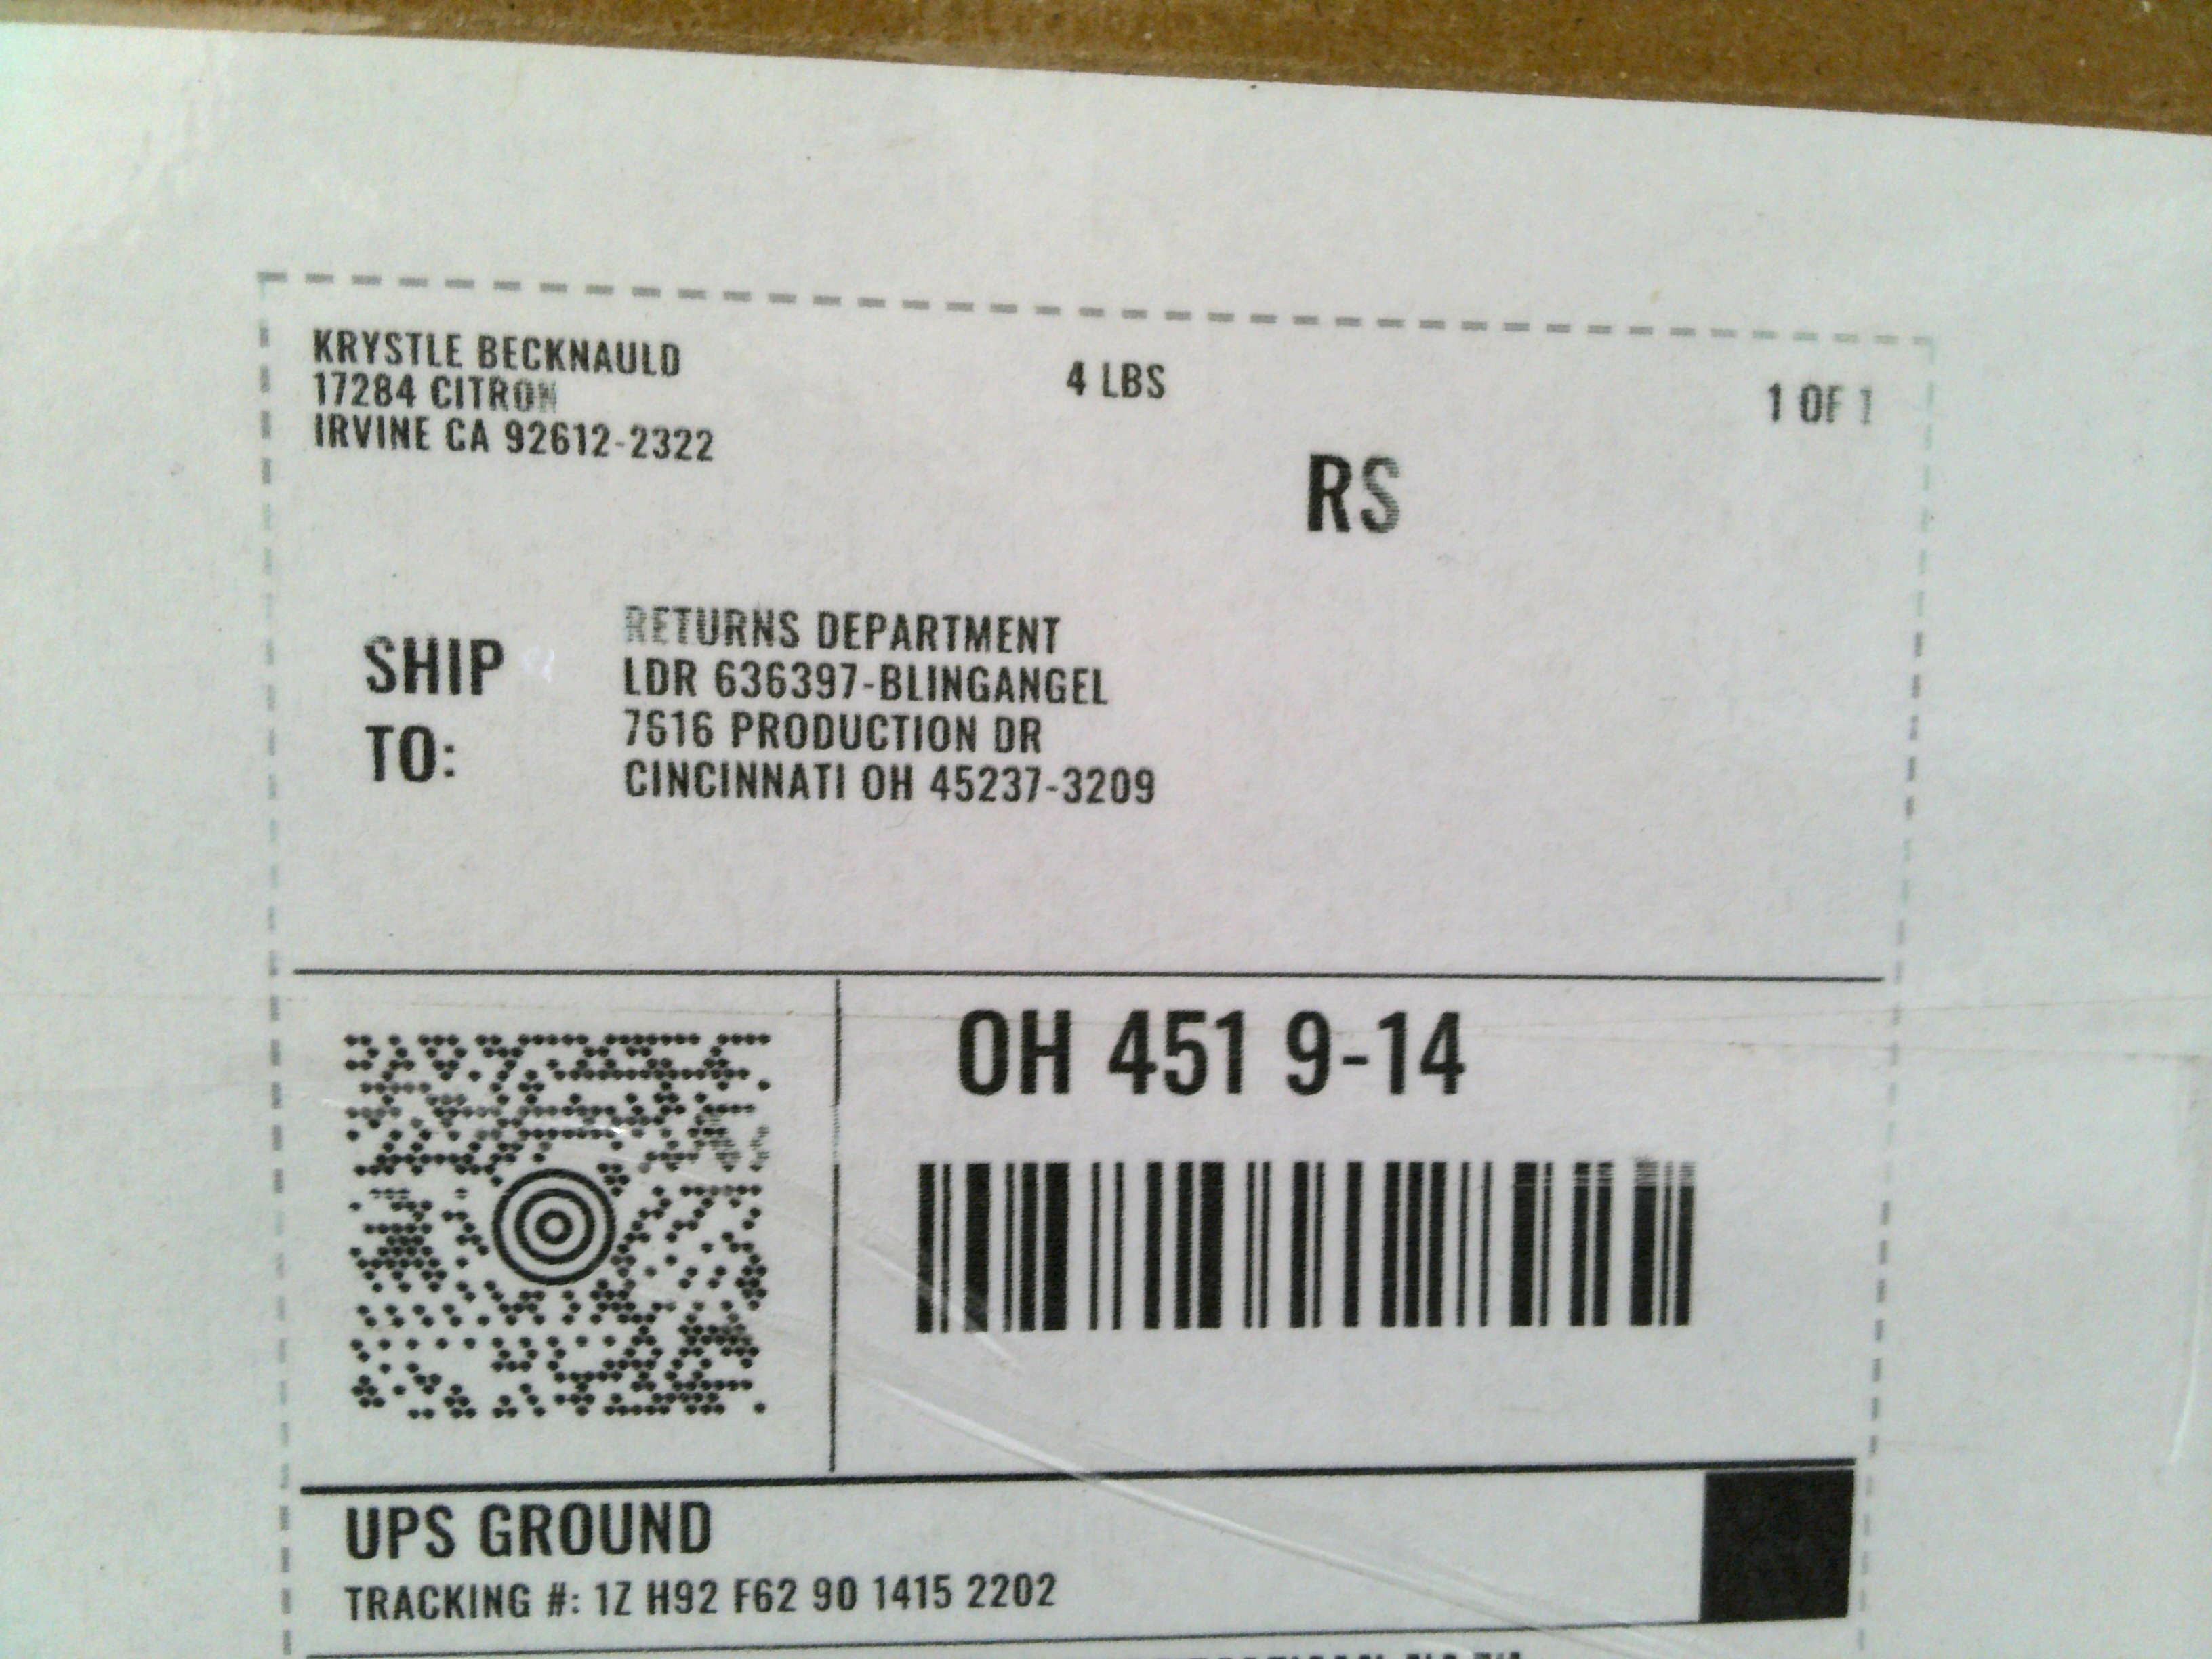 KRYSTLE BECKNAULD
17284 CITRON
IRVINE CA 92612-2322
4 LBS
1 OF 1
RS
SHIP
TO:
RETURNS DEPARTMENT
LDR 636397-BLINGANGEL
7616 PRODUCTION DR
CINCINNATI OH 45237-3209
OH 451 9-14
UPS GROUND
TRACKING #: 1Z H92 F62 90 1415 2202